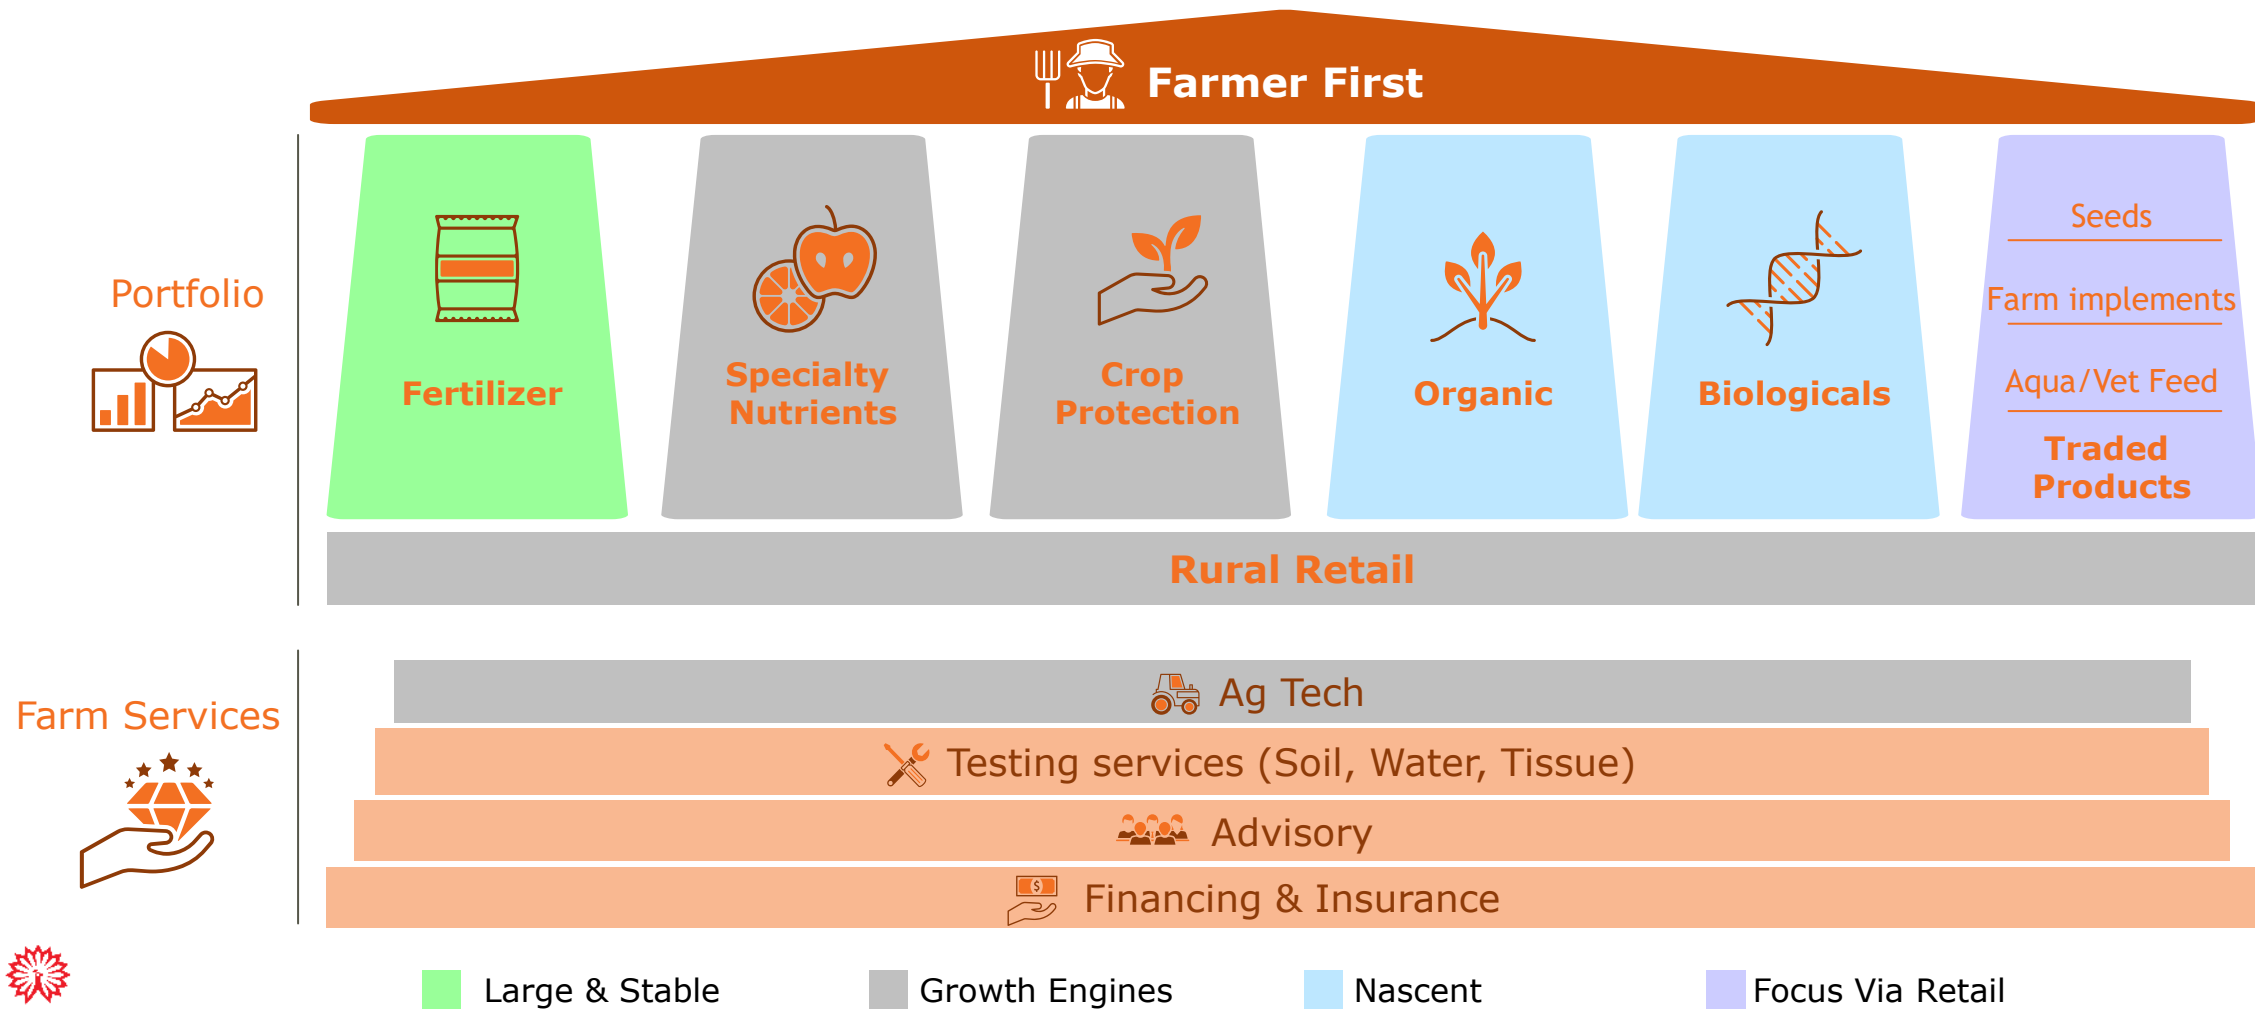 Farmer First
Portfolio
Fertilizer
Specialty
Nutrients
Crop
Protection
Organic
Biologicals
Seeds
Farm implements
Aqua/Vet Feed
Traded
Products
Rural Retail
Farm Services
Ag Tech
Testing services (Soil, Water, Tissue)
Advisory
$
Financing & Insurance
Large & Stable
Growth Engines
Nascent
Focus Via Retail